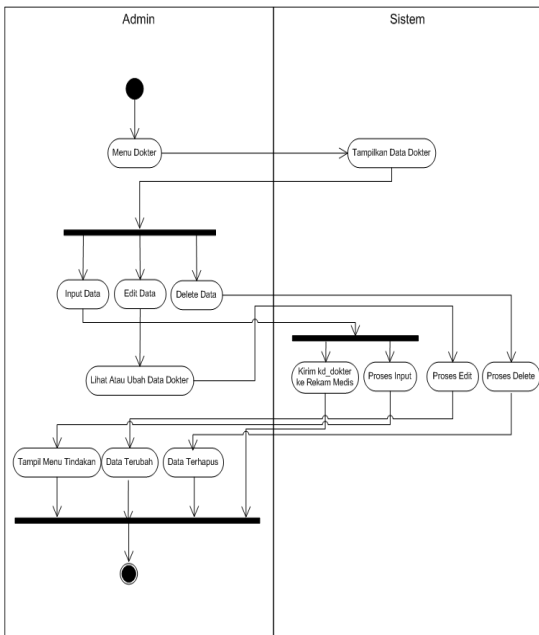 Admin
Sistem
Menu Dokter
Tampilkan Data Dokter
Input Data
Edit Data
Delete Data
Lihat Atau Ubah Data Dokter
Kirim kd_dokter
ke Rekam Medis
Proses Input
Proses Edit
Proses Delete
Tampil Menu Tindakan
Data Terubah
Data Terhapus